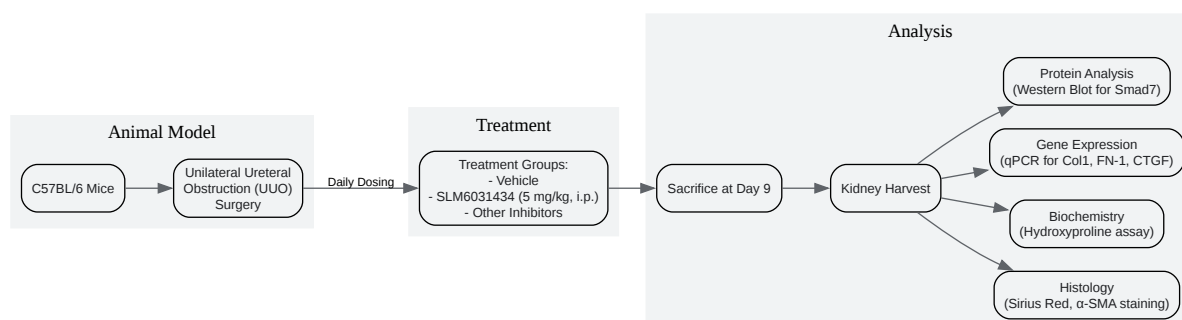 Animal Model
C57BL/6 Mice
Unilateral Ureteral
Obstruction (UUO)
Surgery
Daily Dosing
Treatment
Treatment Groups:
- Vehicle
- SLM6031434 (5 mg/kg, i.p.)
- Other Inhibitors
Analysis
Sacrifice at Day 9
Kidney Harvest
Protein Analysis
(Western Blot for Smad7)
Gene Expression
(qPCR for Col1, FN-1, CTGF)
Biochemistry
(Hydroxyproline assay)
Histology
(Sirius Red, α-SMA staining)